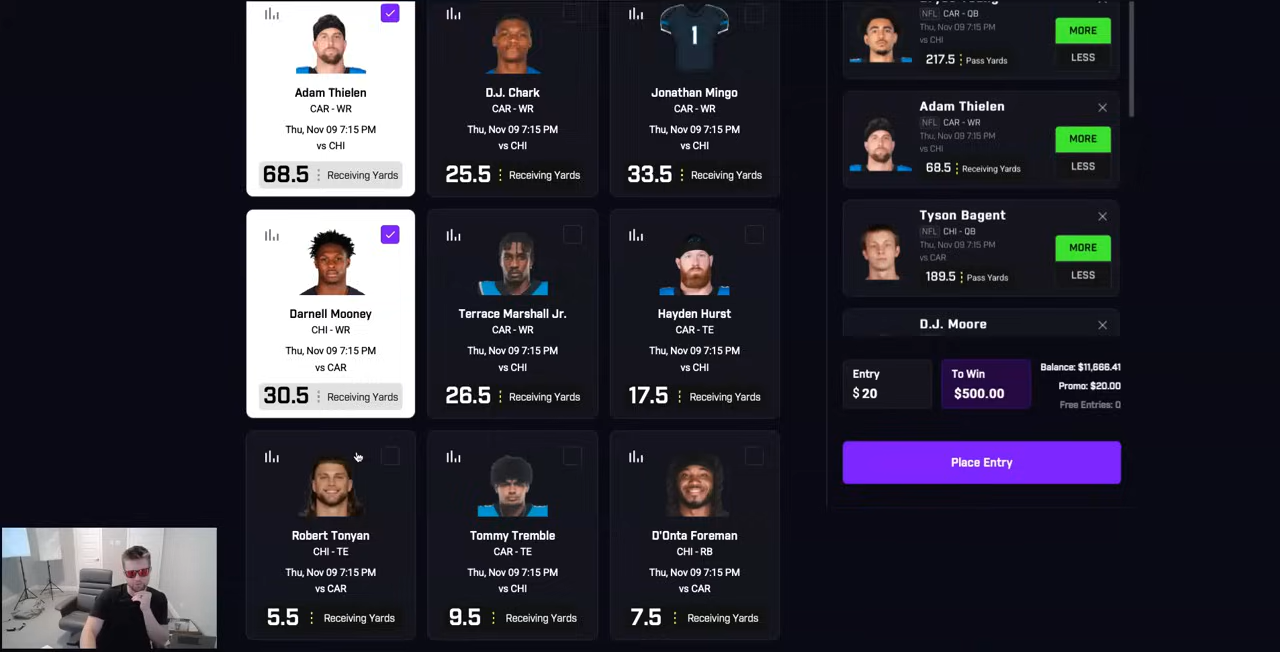 Adam Thielen
CAR - WR
Thu, Nov 09 7:15 PM
vs CHI
68.5 Receiving Yards
D.J. Chark
CAR - WR
Thu, Nov 09 7:15 PM
vs CHI
25.5 Receiving Yards
1
Jonathan Mingo
CAR - WR
Thu, Nov 09 7:15 PM
vs CHI
33.5 Receiving Yards
Darnell Mooney
CHI - WR
Thu, Nov 09 7:15 PM
vs CAR
30.5 Receiving Yards
Terrace Marshall Jr.
CAR - WR
Thu, Nov 09 7:15 PM
vs CHI
26.5 Receiving Yards
Hayden Hurst
CAR - TE
Thu, Nov 09 7:15 PM
vs CHI
17.5 Receiving Yards
Robert Tonyan
CHI - TE
Thu, Nov 09 7:15 PM
vs CAR
5.5 Receiving Yards
Tommy Tremble
CAR - TE
Thu, Nov 09 7:15 PM
vs CHI
9.5 Receiving Yards
D'Onta Foreman
CHI - RB
Thu, Nov 09 7:15 PM
vs CAR
7.5 Receiving Yards
NFL CAR - QB
Thu, Nov 09 7:15 PM
vs CHI
217.5 Pass Yards
MORE
LESS
Adam Thielen
NFL CAR - WR
Thu, Nov 09 7:15 PM
vs CHI
68.5 Receiving Yards
MORE
LESS
Tyson Bagent
NFL CHI - QB
Thu, Nov 09 7:15 PM
vs CAR
189.5 Pass Yards
MORE
LESS
D.J. Moore
Entry
$ 20
To Win
$500.00
Balance: $11,666.41
Promo: $20.00
Free Entries: 0
Place Entry